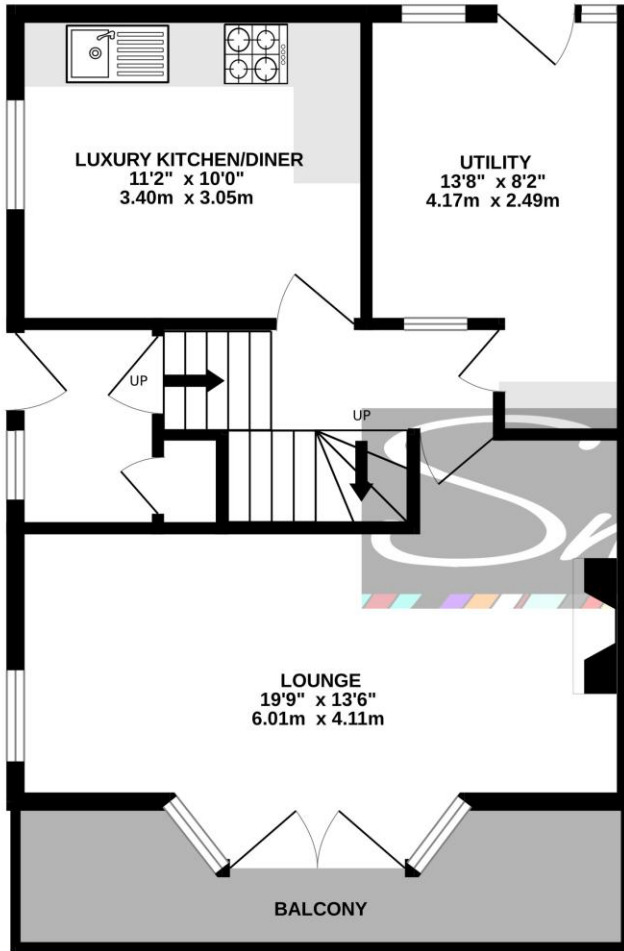 LUXURY KITCHEN/DINER
11'2" x 10'0"
3.40m x 3.05m
UTILITY
13'8" x 8'2"
4.17m x 2.49m
UP
UP
LOUNGE
19'9" x 13'6"
6.01m x 4.11m
BALCONY